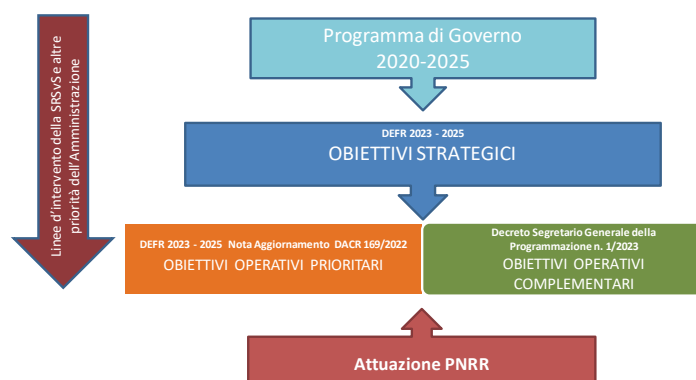 Programma di Governo
2020-2025
Linee d'intervento della SRSvS e altre
priorità dell'Amministrazione
DEFR 2023 - 2025
OBIETTIVI STRATEGICI
DEFR 2023 - 2025 Nota Aggiornamento DACR 169/2022
OBIETTIVI OPERATIVI PRIORITARI
Decreto Segretario Generale della
Programmazione n. 1/2023
OBIETTIVI OPERATIVI
COMPLEMENTARI
Attuazione PNRR